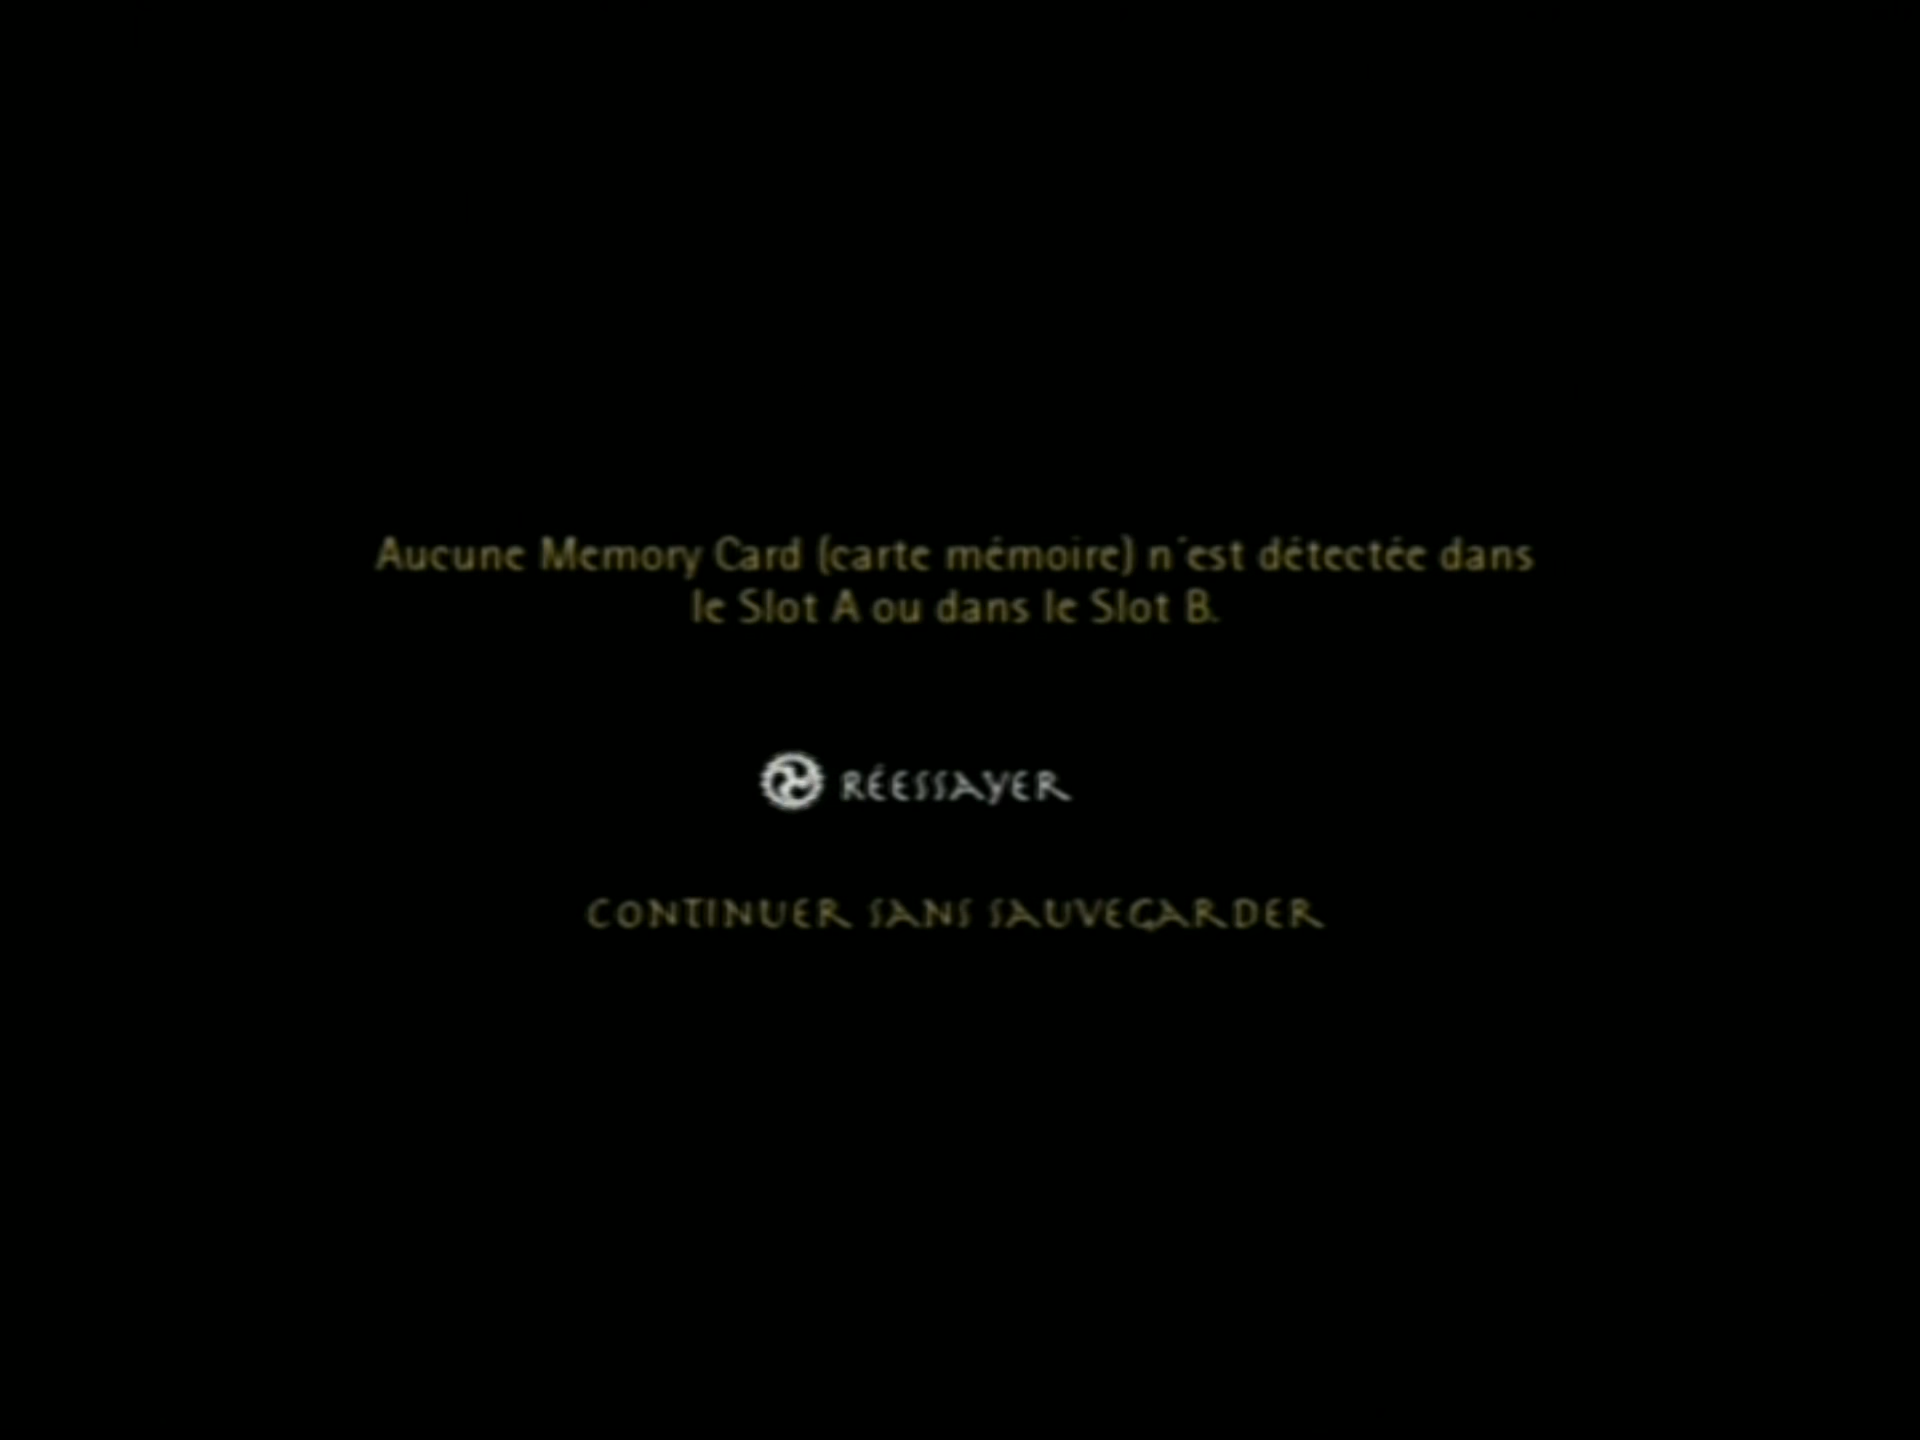 Aucune Memory Card (carte mémoire) n´est détectée dans
le Slot A ou dans le Slot B.
RÉESSAYER
CONTINUER SANS SAUVEGARDER